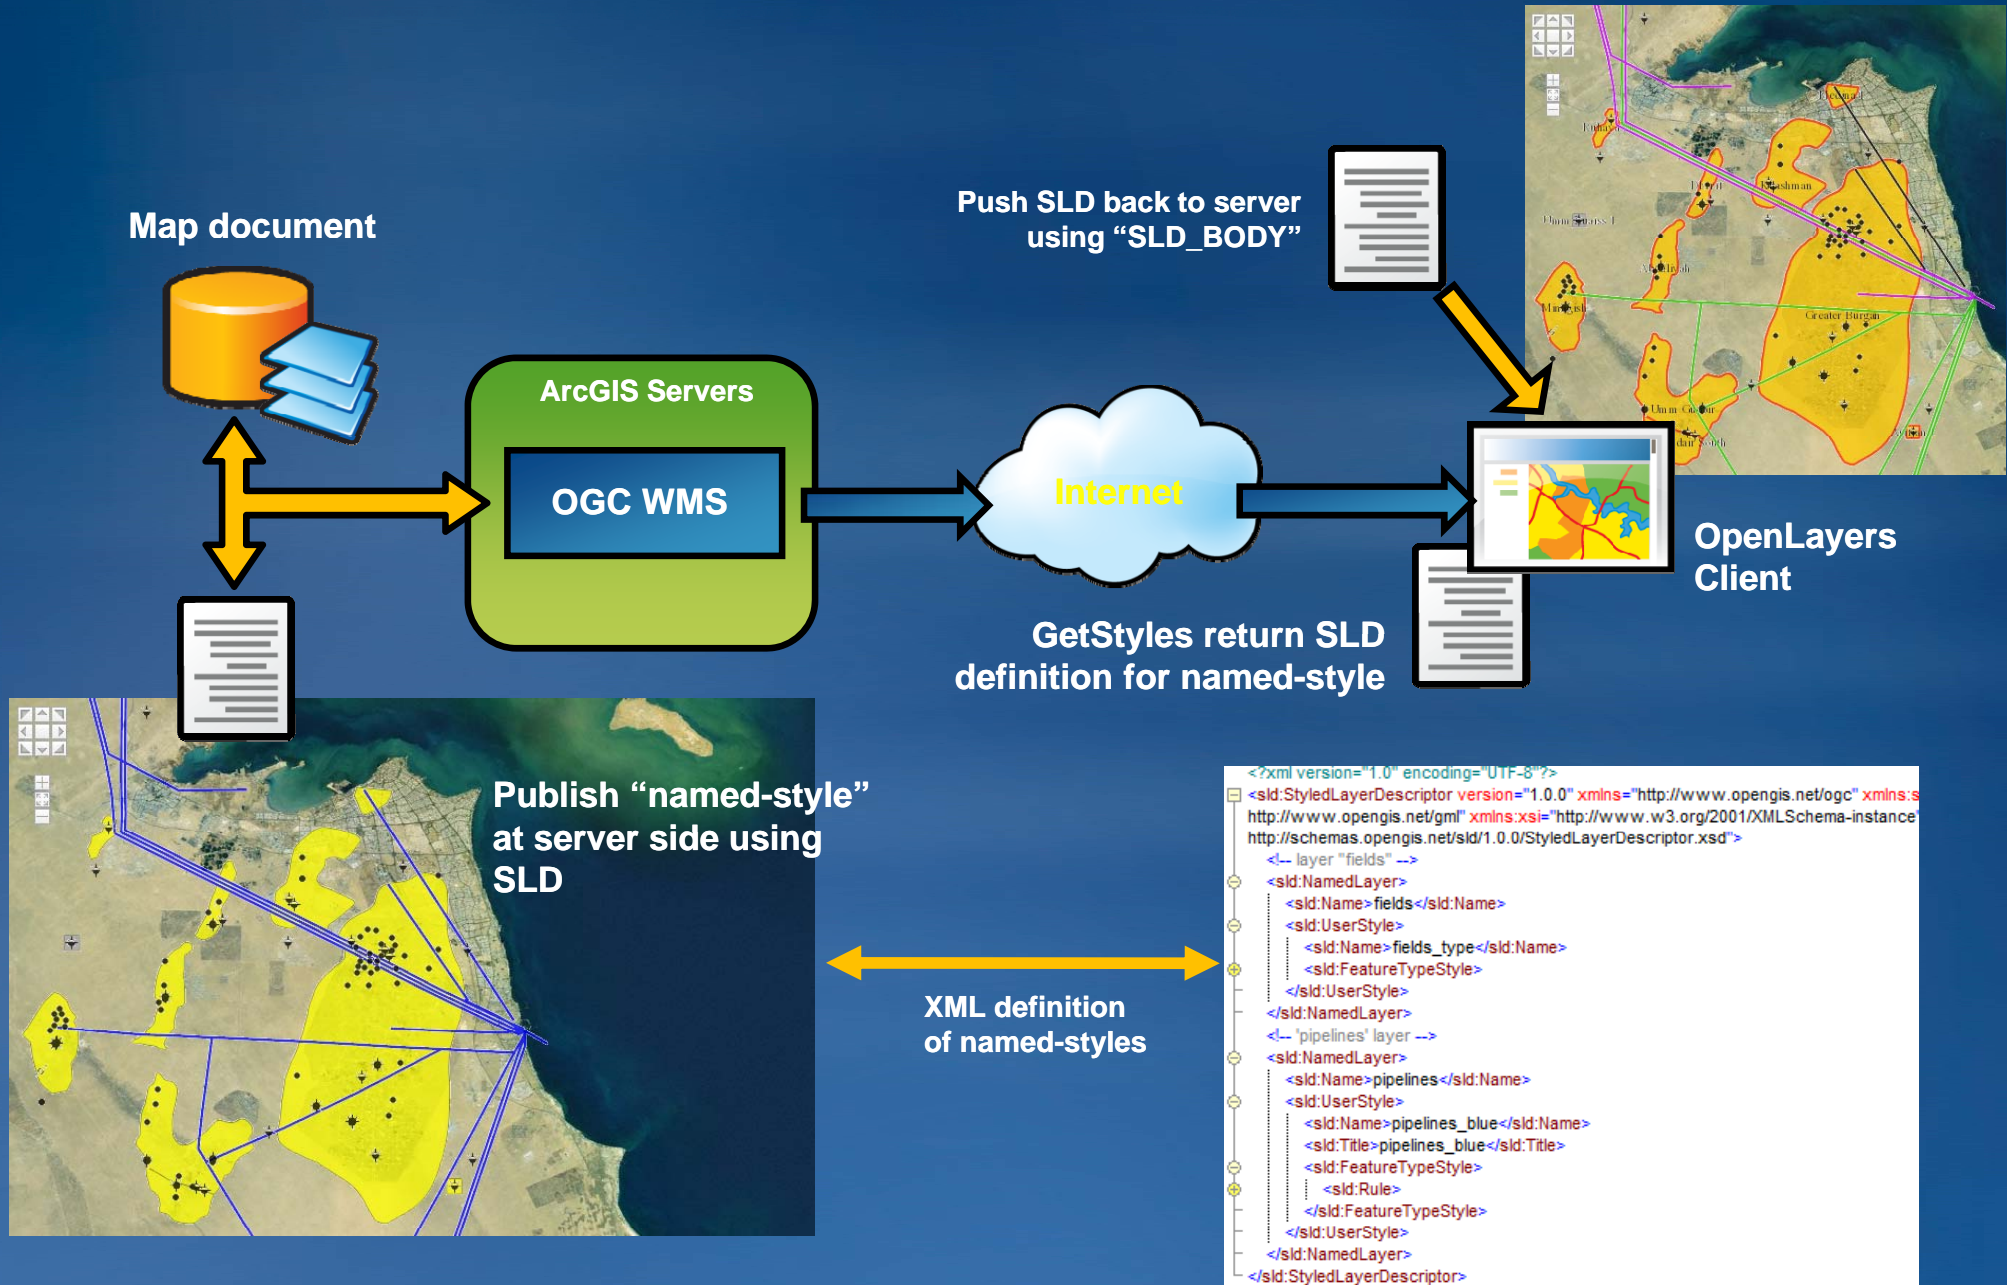 Map document
Push SLD back to server
using “SLD_BODY”
ArcGIS Servers
OGC WMS
Internet
OpenLayers
Client
GetStyles return SLD
definition for named-style
Publish “named-style”
at server side using
SLD
XML definition
of named-styles
Greater Burgan
<?xml version="1.0" encoding="UTF-8"?>
<sld:StyledLayerDescriptor version="1.0.0" xmlns="http://www.opengis.net/ogc" xmlns:s
http://www.opengis.net/gml" xmlns:xsi="http://www.w3.org/2001/XMLSchema-instance"
http://schemas.opengis.net/sld/1.0.0/StyledLayerDescriptor.xsd">
<!-- layer "fields" -->
<sld:NamedLayer>
<sld:Name>fields</sld:Name>
<sld:UserStyle>
<sld:Name>fields_type</sld:Name>
<sld:FeatureTypeStyle>
</sld:UserStyle>
</sld:NamedLayer>
<!-- 'pipelines' layer -->
<sld:NamedLayer>
<sld:Name>pipelines</sld:Name>
<sld:UserStyle>
<sld:Name>pipelines_blue</sld:Name>
<sld:Title>pipelines_blue</sld:Title>
<sld:FeatureTypeStyle>
<sld:Rule>
</sld:FeatureTypeStyle>
</sld:UserStyle>
</sld:NamedLayer>
</sld:StyledLayerDescriptor>